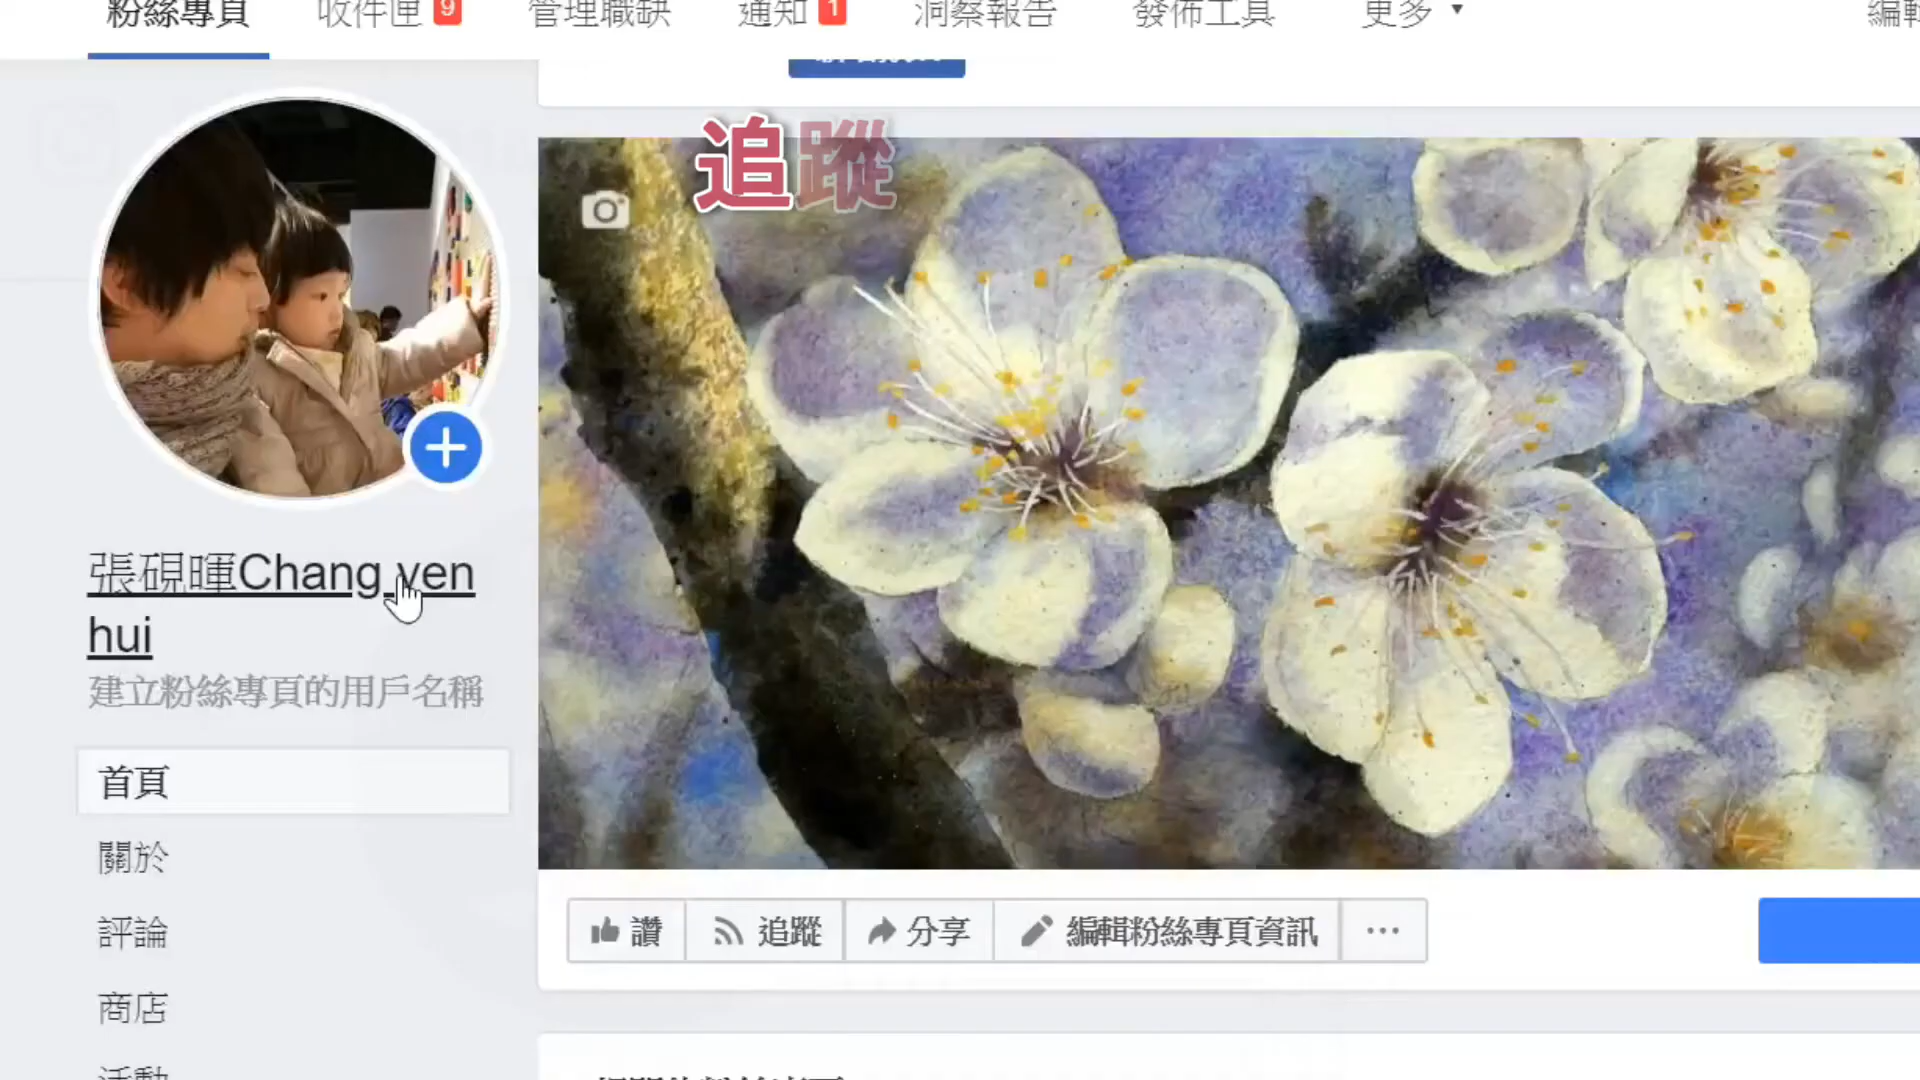 粉絲專頁 收件匣 9 管理職缺 通知 1 洞察報告 發佈工具 更多
追蹤
張硯暉Chang yen
hui
建立粉絲專頁的用戶名稱
首頁
關於
評論
商店
活動
讚 追蹤 分享 編輯粉絲專頁資訊 ...